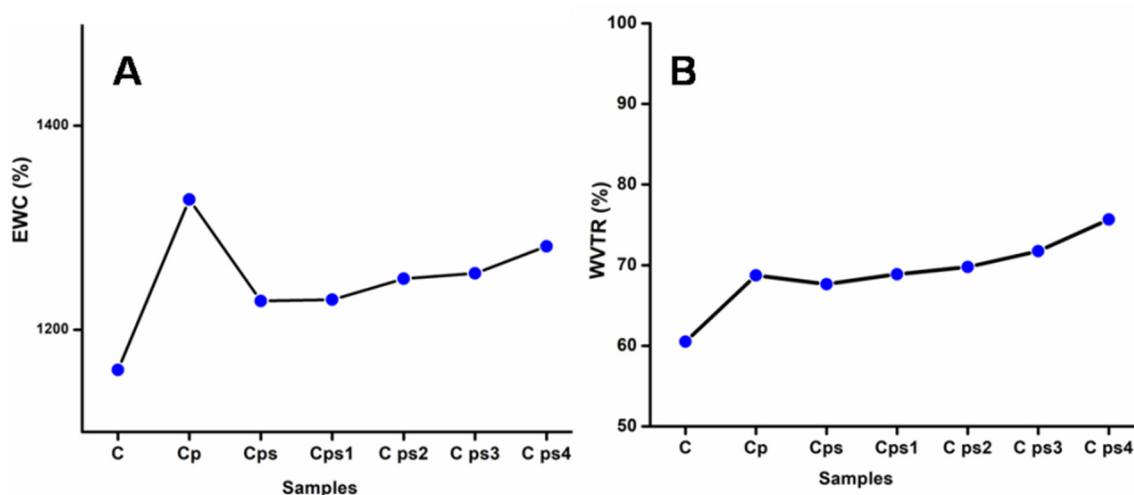 A
EWC (%)
1400
1200
C Cp Cps Cps1 C ps2 C ps3 C ps4
Samples
B
WVTR (%)
100
90
80
70
60
50
C Cp Cps Cps1 C ps2 C ps3 C ps4
Samples